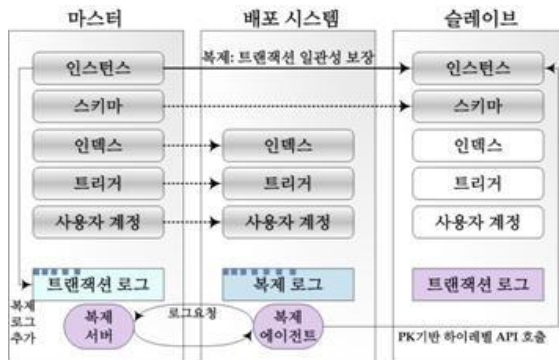 마스터
배포 시스템
슬레이브
인스턴스
복제: 트랜잭션 일관성 보장
인스턴스
스키마
스키마
인덱스
인덱스
인덱스
트리거
트리거
트리거
사용자 계정
사용자 계정
사용자 계정
트랜잭션 로그
복제 로그
트랜잭션 로그
복제
로그
추가
복제
서버
로그요청
복제
에이전트
PK기반 하이레벨 API 호출